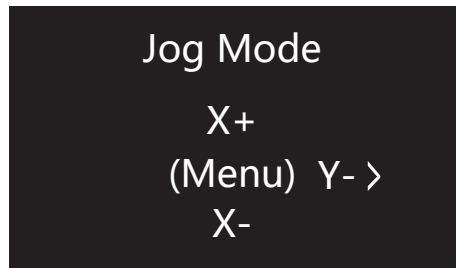 Jog Mode
X+
(Menu) Y- >
X-